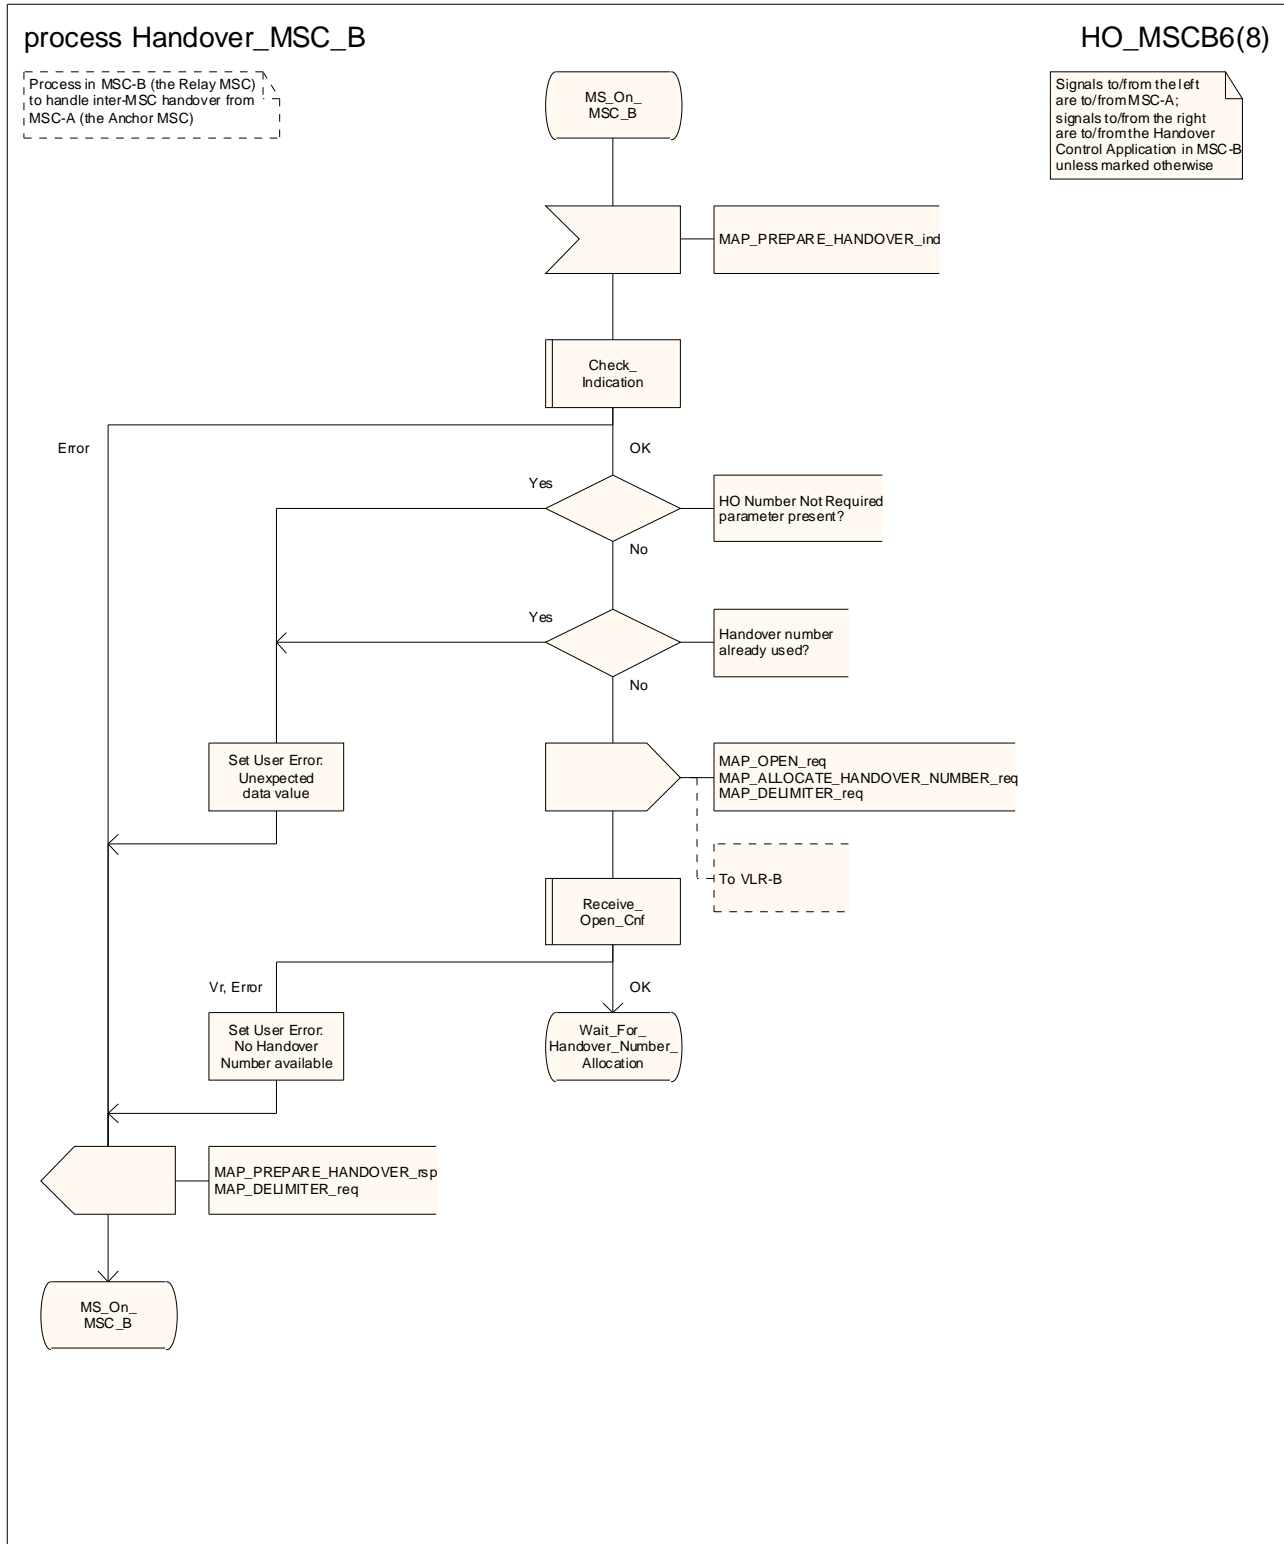 process Handover_MSC_B
HO_MSCB6(8)
Process in MSC-B (the Relay MSC)
to handle inter-MSC handover from
MSC-A (the Anchor MSC)
MS_On_
MSC_B
Signals to/from the left
are to/from MSC-A;
signals to/from the right
are to/from the Handover
Control Application in MSC-B
unless marked otherwise
MAP_PREPARE_HANDOVER_ind
Check_
Indication
Error
OK
Yes
HO Number Not Required
parameter present?
No
Yes
Handover number
already used?
No
Set User Error:
Unexpected
data value
MAP_OPEN_req
MAP_ALLOCATE_HANDOVER_NUMBER_req
MAP_DELIMITER_req
To VLR-B
Receive_
Open_Cnf
Vr, Error
OK
Set User Error:
No Handover
Number available
Wait_For_
Handover_Number_
Allocation
MAP_PREPARE_HANDOVER_rsp
MAP_DELIMITER_req
MS_On_
MSC_B